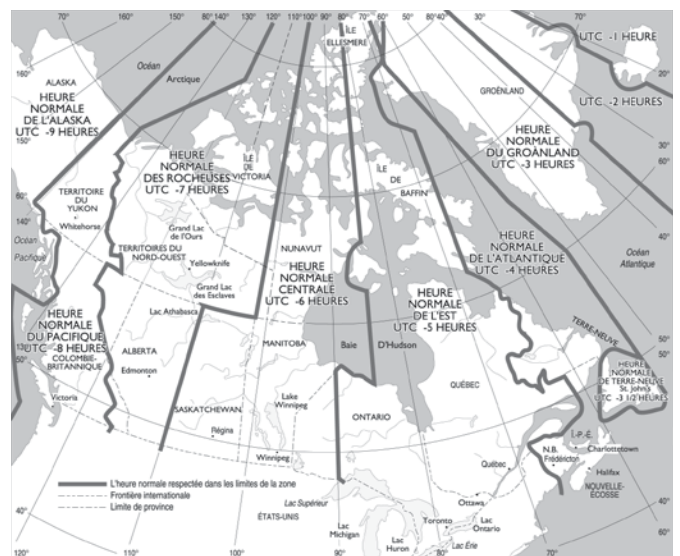 160° 150° 140° 130° 120° 110° 100° 90° 80° 70° 60° 50° 40° 30°
UTC -1 HEURE
20°
UTC -2 HEURES
30°
60°
ÎLE
ELLESMERE
ALASKA
160°
HEURE
NORMALE
DE L'ALASKA
UTC -9 HEURES
150°
Océan
Arctique
GROËNLAND
HEURE
NORMALE
DU GROÀNLAND
UTC -3 HEURES
HEURE
NORMALE
DES ROCHEUSES
UTC -7 HEURES
ÎLE
DE
VICTORIA
ÎLE
DE
BAFFIN
60°
140°
TERRITOIRE
DU
YUKON
Whitehorse
Océan
Pacifique
Grand Lac
de l'Ours
TERRITOIRES DU
NORD-OUEST
Yellowknife
Grand Lac
des Esclaves
NUNAVUT
HEURE
NORMALE
CENTRALE
UTC -6 HEURES
HEURE
NORMALE
DE L'EST
UTC -5 HEURES
HEURE
NORMALE
DE L'ATLANTIQUE
UTC -4 HEURES
40°
Océan
Atlantique
HEURE
NORMALE
DU PACIFIQUE
UTC -8 HEURES
COLOMBIE-
BRITANNIQUE
50°
Victoria
Lac Athabasca
ALBERTA
Edmonton
SASKATCHEWAN
Régina
MANITOBA
Lake
Winnipeg
Winnipeg
Baie
D'Hudson
ONTARIO
QUÉBEC
TERRE-NEUVE
50°
50°
HEURE
NORMALE
DE TERRE-NEUVE
St. John's
UTC -3 1/2 HEURES
Î.-P.-É.
N.B.
Charlottetown
Frédéricton
Halifax
NOUVELLE-
ÉCOSSE
Québec
Ottawa
Toronto
Lac
Ontario
Lac Érie
Lac Supérieur
Lac
Michigan
Lac
Huron
ÉTATS-UNIS
L'heure normale respectée dans les limites de la zone
Frontière internationale
Limite de province
40°
120° 110° 100° 90° 80° 70° 60°
40°